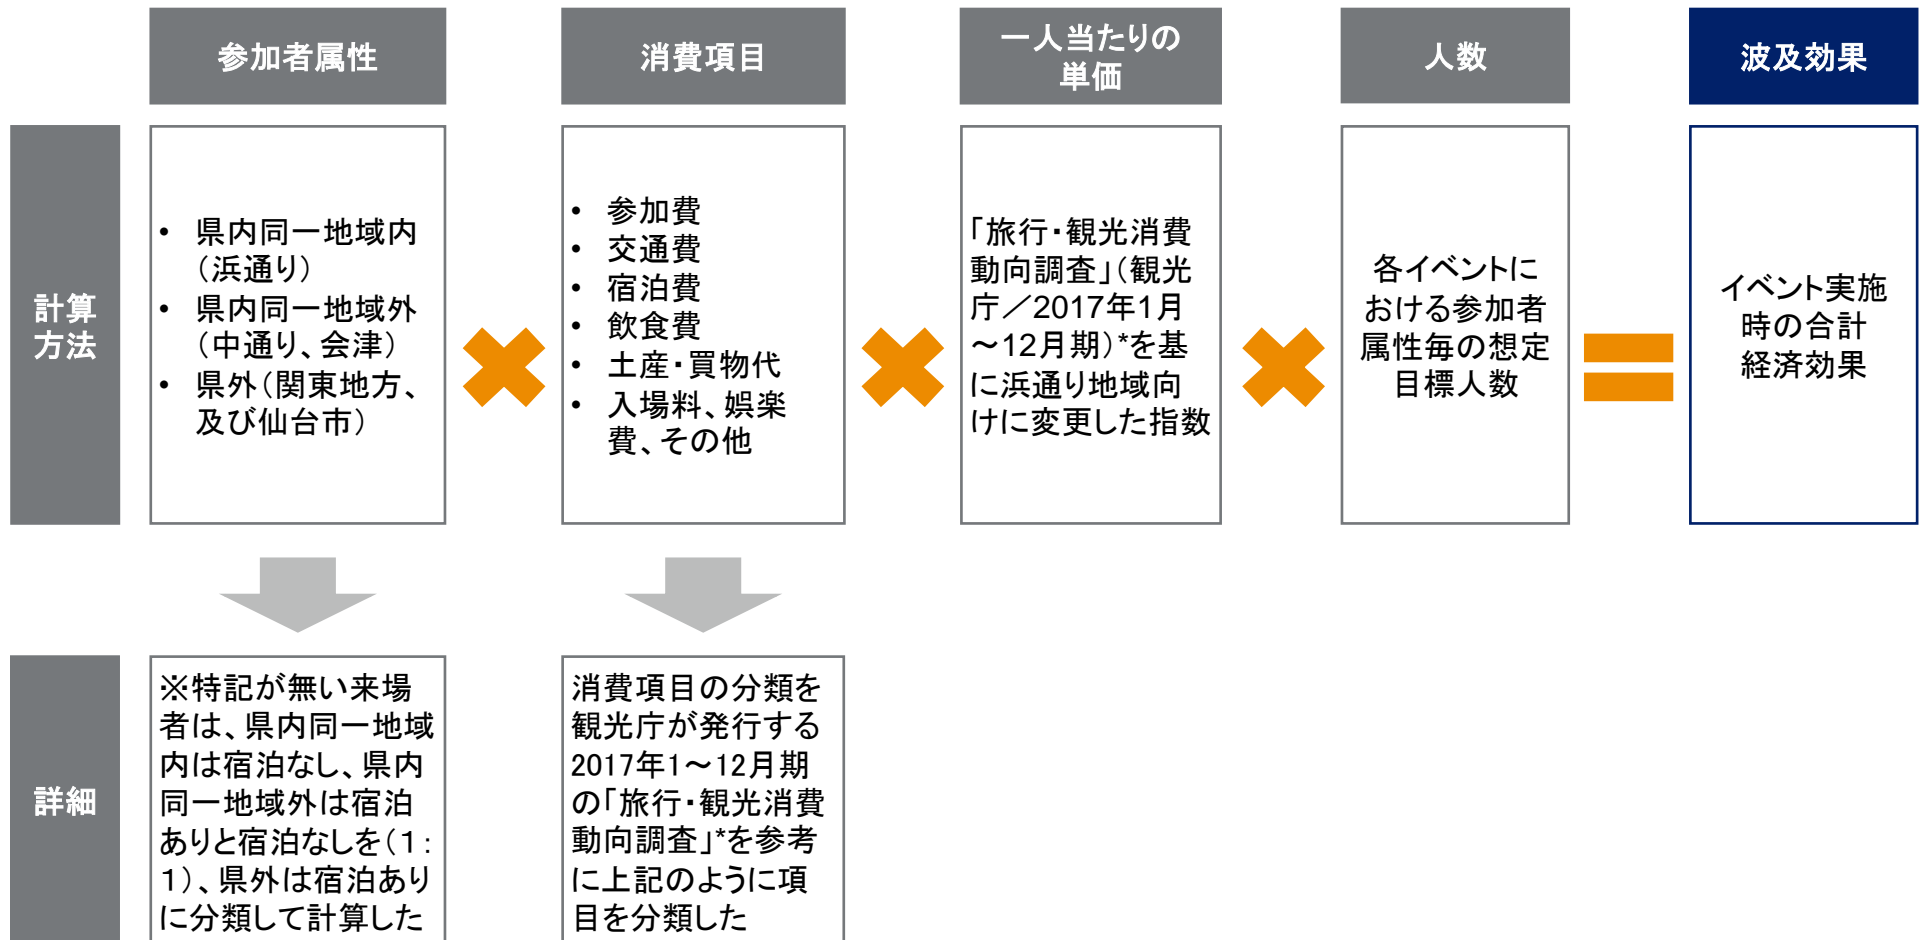 参加者属性
消費項目
一人当たりの
単価
人数
波及効果
計算
方法
• 県内同一地域内
（浜通り）
• 県内同一地域外
（中通り、会津）
• 県外（関東地方、
及び仙台市）
• 参加費
• 交通費
• 宿泊費
• 飲食費
• 土産・買物代
• 入場料、娯楽
費、その他
「旅行・観光消費
動向調査」（観光
庁／2017年1月
～12月期）*を基
に浜通り地域向
けに変更した指数
各イベントに
おける参加者
属性毎の想定
目標人数
イベント実施
時の合計
経済効果
詳細
※特記が無い来場
者は、県内同一地域
内は宿泊なし、県内
同一地域外は宿泊
ありと宿泊なしを（１：
１）、県外は宿泊あり
に分類して計算した
消費項目の分類を
観光庁が発行する
2017年1～12月期
の「旅行・観光消費
動向調査」*を参考
に上記のように項
目を分類した